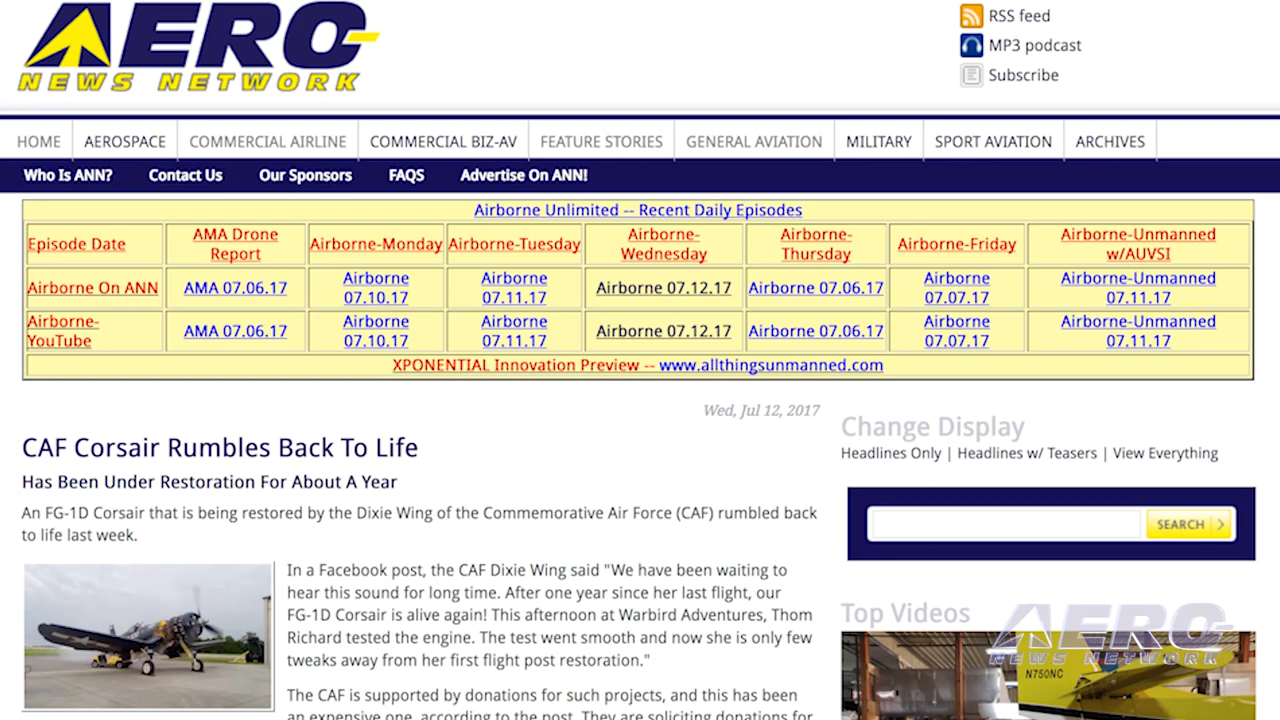 AERO
NEWS NETWORK
RSS feed
MP3 podcast
Subscribe
HOME AEROSPACE COMMERCIAL AIRLINE COMMERCIAL BIZ-AV FEATURE STORIES GENERAL AVIATION MILITARY SPORT AVIATION ARCHIVES
Who Is ANN? Contact Us Our Sponsors FAQS Advertise On ANN!
Airborne Unlimited -- Recent Daily Episodes
Episode Date AMA Drone Report Airborne-Monday Airborne-Tuesday Airborne-Wednesday Airborne-Thursday Airborne-Friday Airborne-Unmanned w/AUVSI
Airborne On ANN AMA 07.06.17 Airborne 07.10.17 Airborne 07.11.17 Airborne 07.12.17 Airborne 07.06.17 Airborne 07.07.17 Airborne-Unmanned 07.11.17
Airborne-YouTube AMA 07.06.17 Airborne 07.10.17 Airborne 07.11.17 Airborne 07.12.17 Airborne 07.06.17 Airborne 07.07.17 Airborne-Unmanned 07.11.17
XPONENTIAL Innovation Preview -- www.allthingsunmanned.com
Wed, Jul 12, 2017
CAF Corsair Rumbles Back To Life
Has Been Under Restoration For About A Year
An FG-1D Corsair that is being restored by the Dixie Wing of the Commemorative Air Force (CAF) rumbled back
to life last week.
In a Facebook post, the CAF Dixie Wing said "We have been waiting to
hear this sound for long time. After one year since her last flight, our
FG-1D Corsair is alive again! This afternoon at Warbird Adventures, Thom
Richard tested the engine. The test went smooth and now she is only few
tweaks away from her first flight post restoration."
The CAF is supported by donations for such projects, and this has been
an expensive one, according to the post. They are soliciting donations for
Change Display
Headlines Only | Headlines w/ Teasers | View Everything
SEARCH
Top Videos
AERO
NEWS NETWORK
N750NC